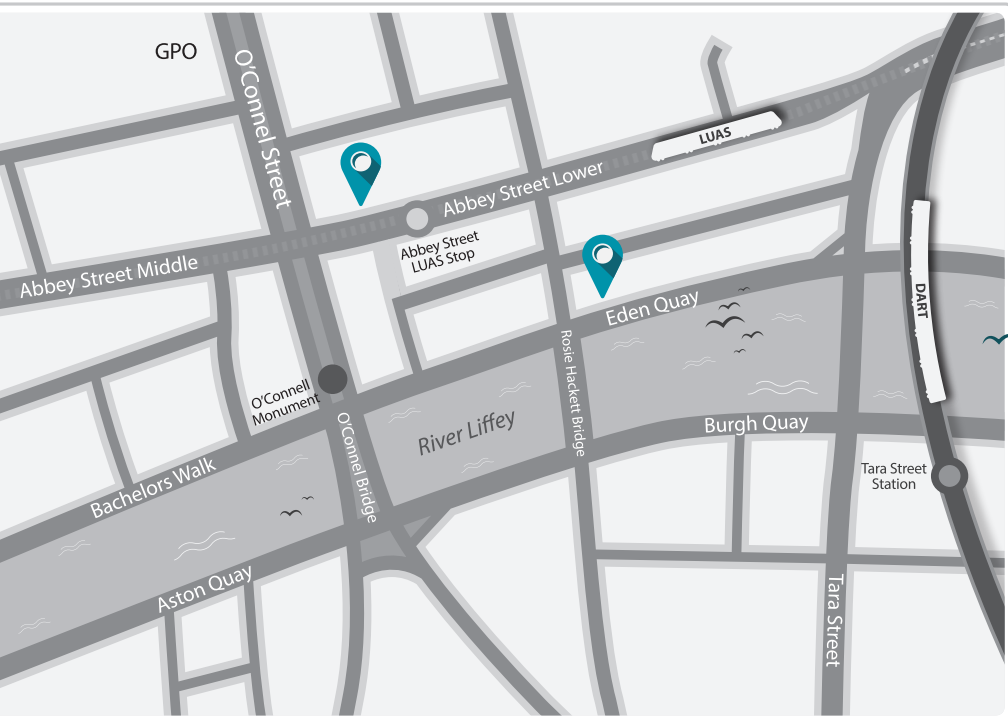 GPO
O'Connel Street
LUAS
Abbey Street Lower
Abbey Street
LUAS Stop
Abbey Street Middle
Eden Quay
DART
Rosie Hackett Bridge
O'Connell
Monument
O'Connel Bridge
River Liffey
Burgh Quay
Bachelors Walk
Tara Street
Station
Aston Quay
Tara Street